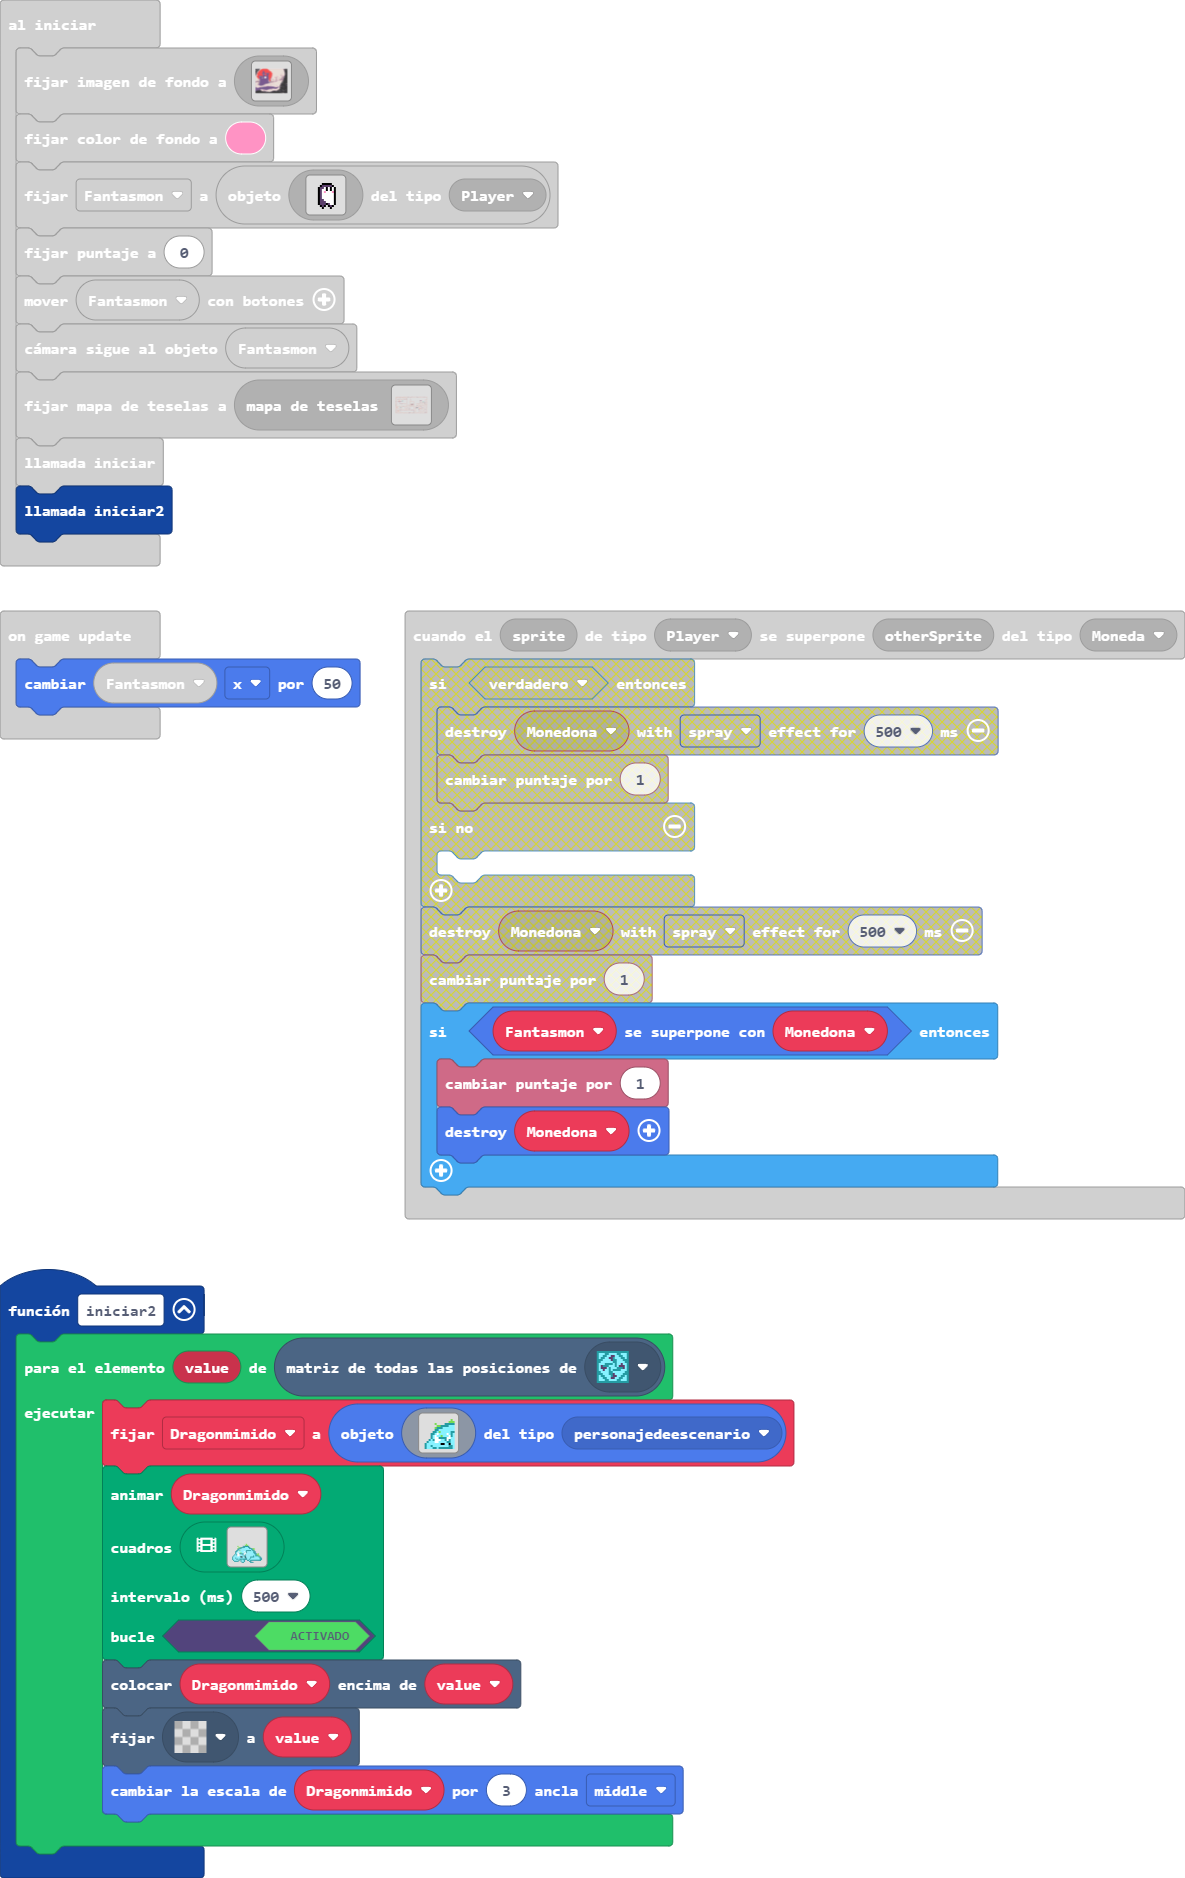 al iniciar
fijar imagen de fondo a
fijar color de fondo a
fijar Fantasmon a objeto del tipo Player
fijar puntaje a 0
mover Fantasmon con botones
cámara sigue al objeto Fantasmon
fijar mapa de teselas a mapa de teselas
llamada iniciar
llamada iniciar2
on game update
cambiar Fantasmon x por 50
cuando el sprite de tipo Player se superpone otherSprite del tipo Moneda
si verdadero entonces
destroy Monedona with spray effect for 500 ms
cambiar puntaje por 1
si no
destroy Monedona with spray effect for 500 ms
cambiar puntaje por 1
si Fantasmon se superpone con Monedona entonces
cambiar puntaje por 1
destroy Monedona
función iniciar2
para el elemento value de matriz de todas las posiciones de
ejecutar
fijar Dragonmimido a objeto del tipo personajedeescenario
animar Dragonmimido
cuadros
intervalo (ms) 500
bucle ACTIVADO
colocar Dragonmimido encima de value
fijar a value
cambiar la escala de Dragonmimido por 3 ancla middle